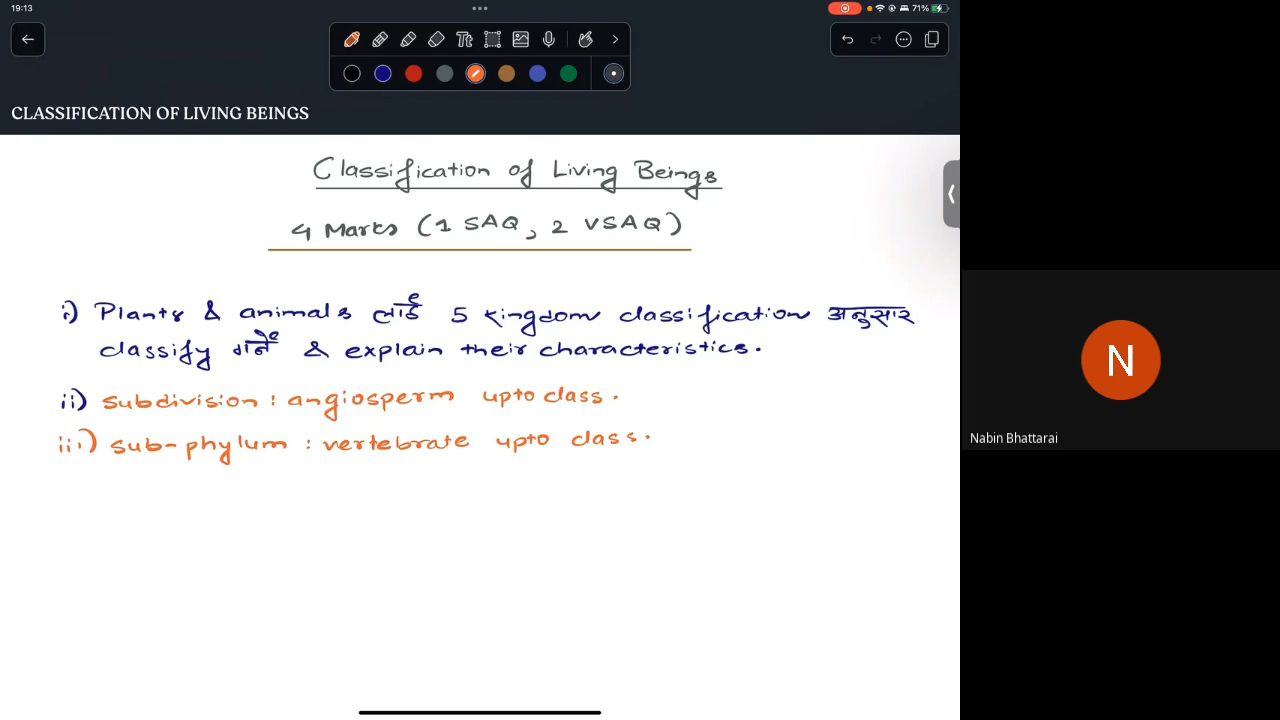 19:13
71%
CLASSIFICATION OF LIVING BEINGS
Classification of Living Beings
4 Marks (1 SAQ, 2 VSAQ)
i) Plants & animals लाई 5 kingdom classification अनुसार
classify गर्ने & explain their characteristics.
ii) subdivision : angiosperm upto class.
iii) sub-phylum : vertebrate upto class.
N
Nabin Bhattarai